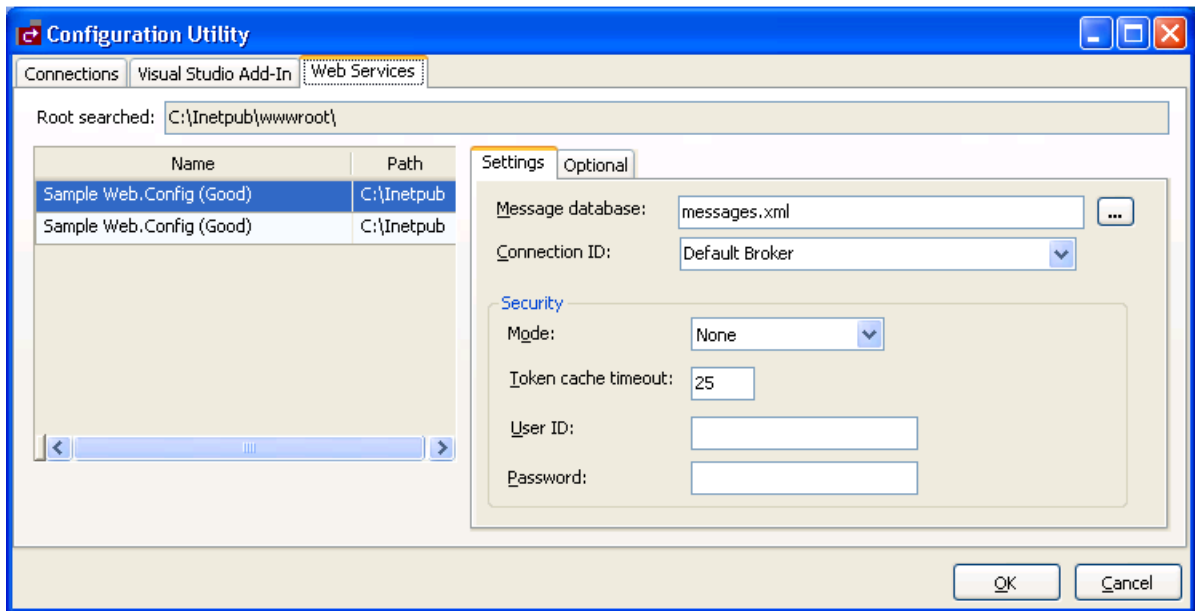 Configuration Utility
Connections Visual Studio Add-In Web Services
Root searched: C:\Inetpub\wwwroot\
Name Path
Sample Web.Config (Good) C:\Inetpub
Sample Web.Config (Good) C:\Inetpub
Settings Optional
Message database: messages.xml ...
Connection ID: Default Broker
Security
Mode: None
Token cache timeout: 25
User ID:
Password:
OK Cancel